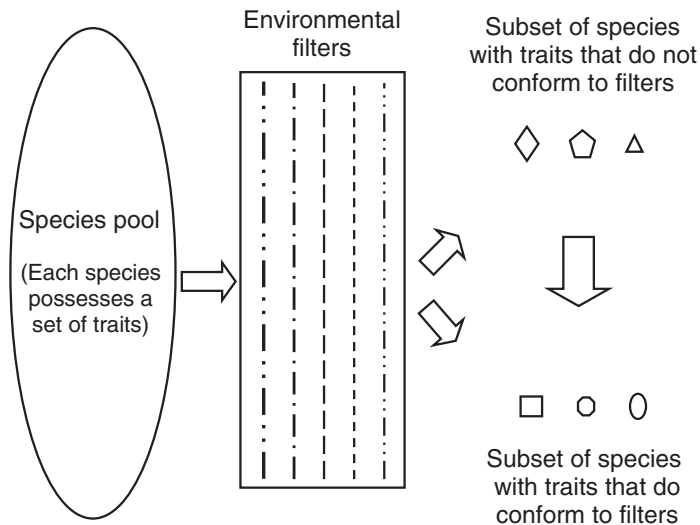 Environmental
filters
Subset of species
with traits that do not
conform to filters
Species pool
(Each species
possesses a
set of traits)
Subset of species
with traits that do
conform to filters